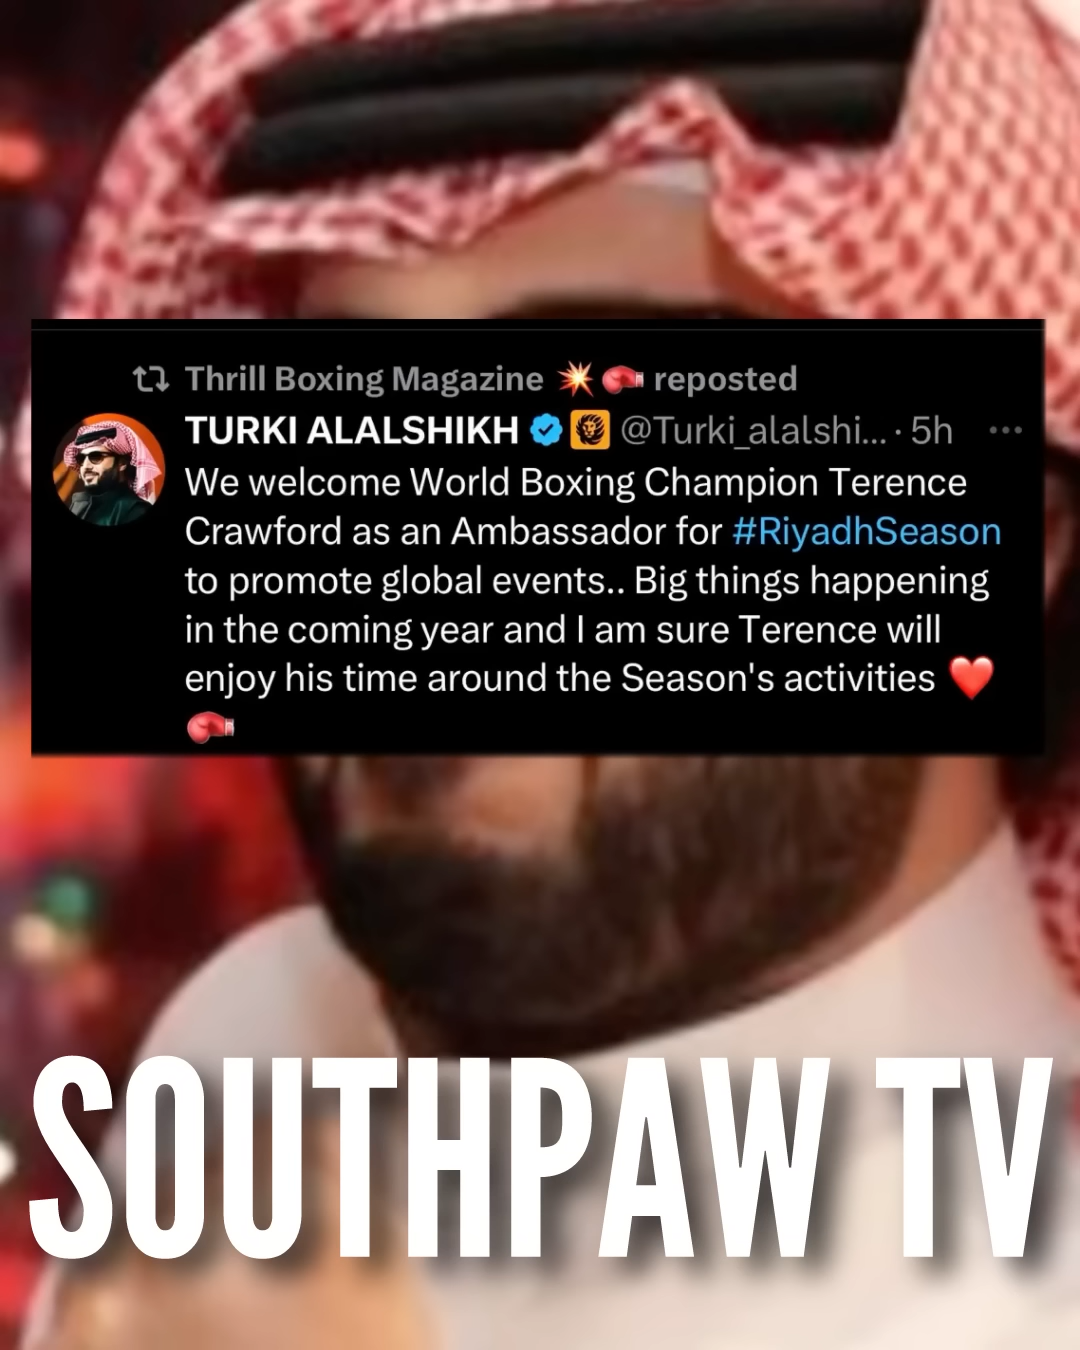 Thrill Boxing Magazine 💥🥊 reposted
TURKI ALALSHIKH @Turki_alalshi... · 5h
We welcome World Boxing Champion Terence
Crawford as an Ambassador for #RiyadhSeason
to promote global events.. Big things happening
in the coming year and I am sure Terence will
enjoy his time around the Season's activities ❤️
🥊
SOUTHPAW TV